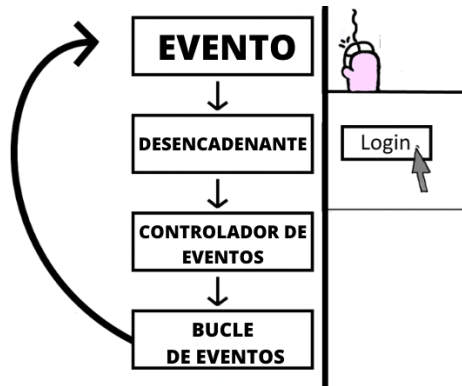 EVENTO
DESENCADENANTE
Login
CONTROLADOR DE
EVENTOS
BUCLE
DE EVENTOS